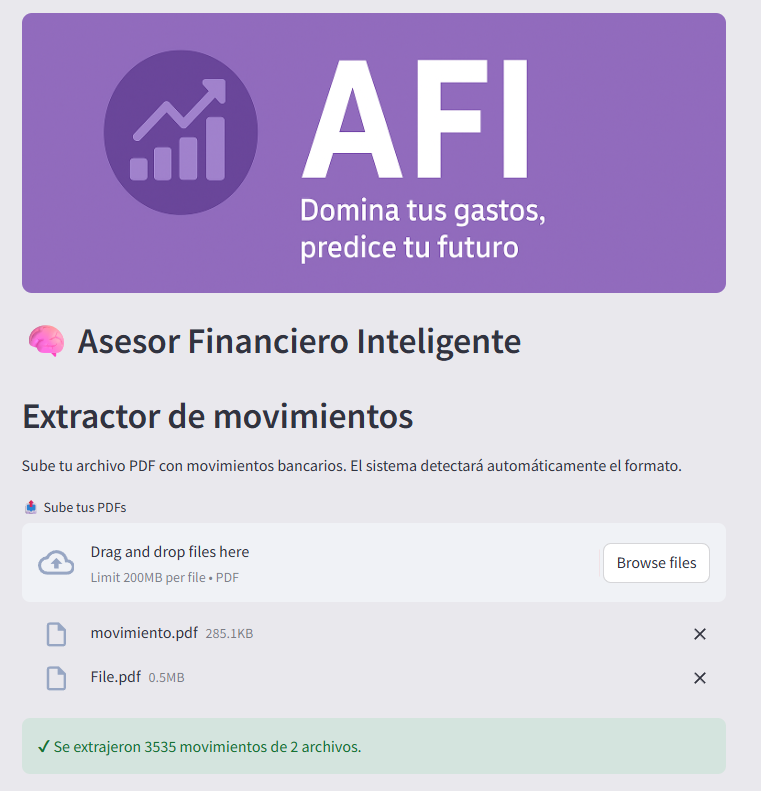 AFI
Domina tus gastos,
predice tu futuro
Asesor Financiero Inteligente
Extractor de movimientos
Sube tu archivo PDF con movimientos bancarios. El sistema detectará automáticamente el formato.
Sube tus PDFs
Drag and drop files here
Limit 200MB per file • PDF
Browse files
movimiento.pdf 285.1KB
File.pdf 0.5MB
✓ Se extrajeron 3535 movimientos de 2 archivos.